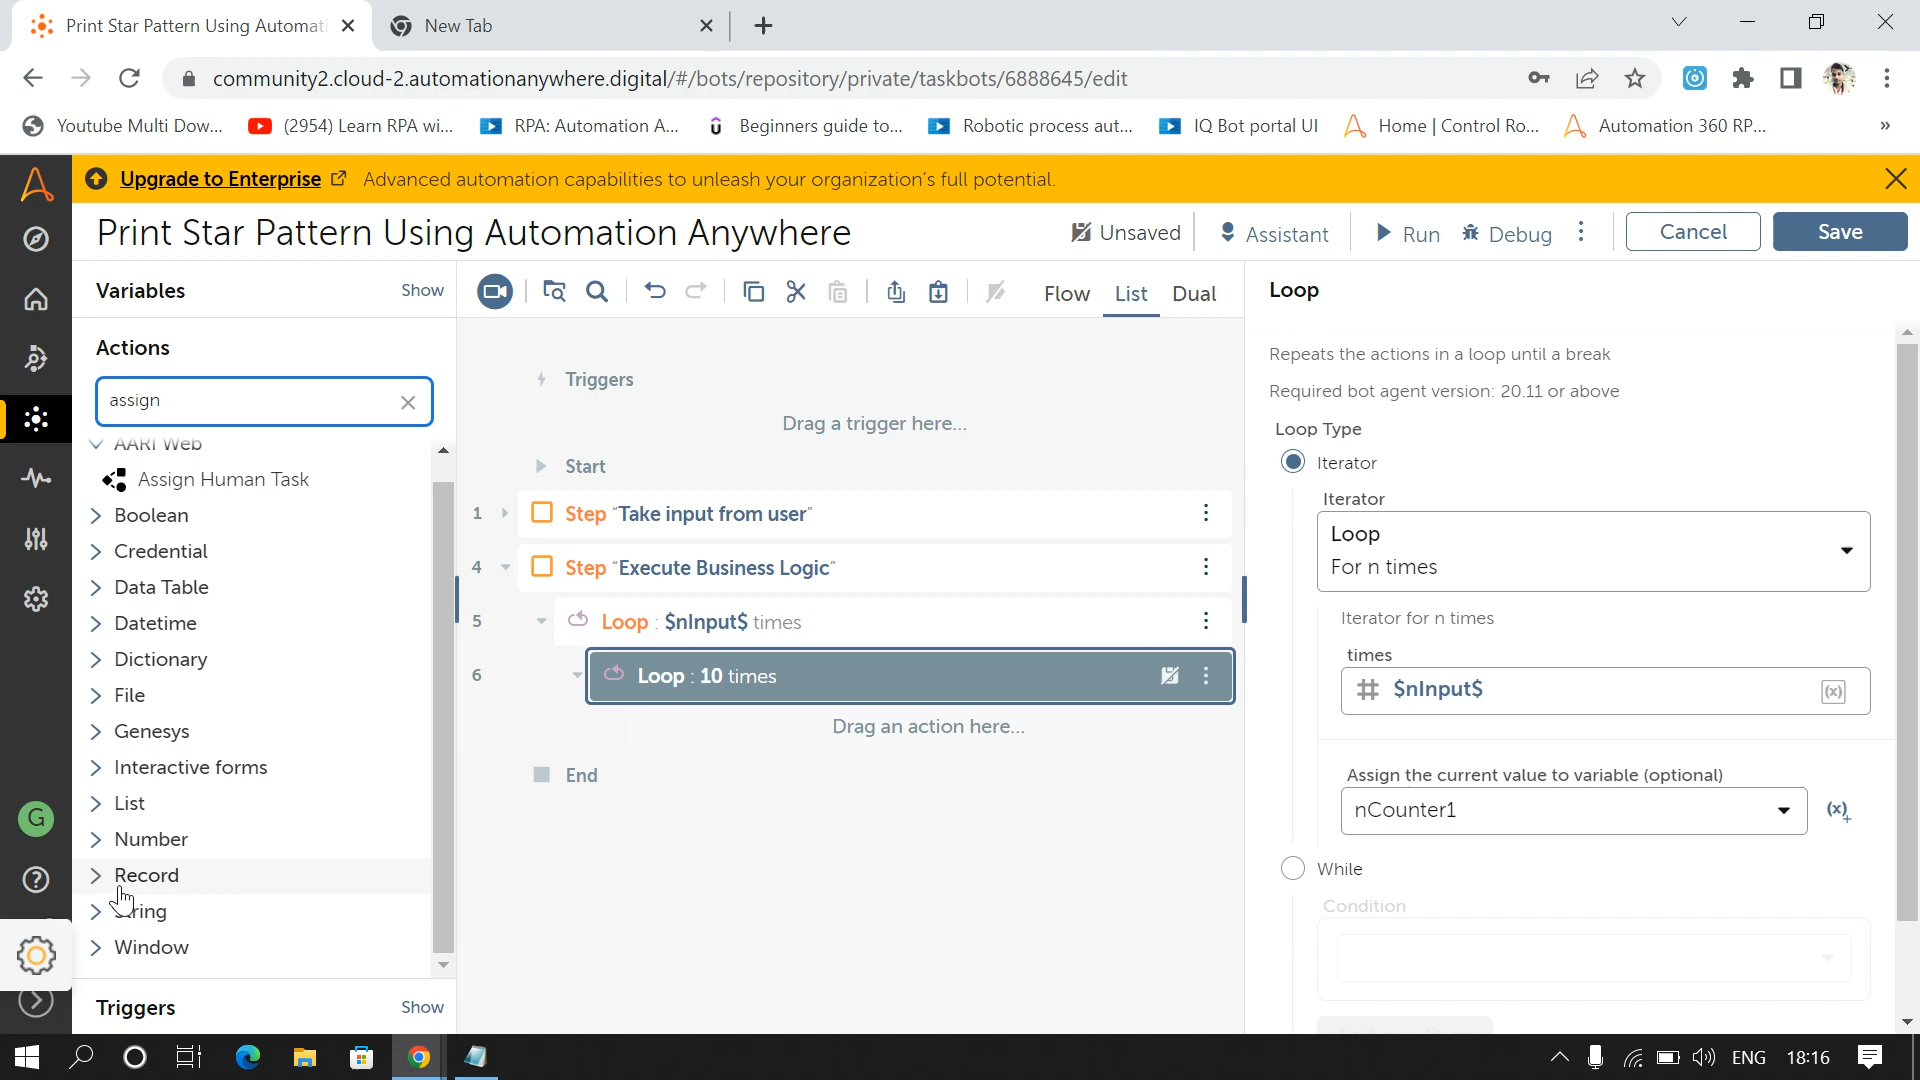 Print Star Pattern Using Automati
New Tab
community2.cloud-2.automationanywhere.digital/#/bots/repository/private/taskbots/6888645/edit
Youtube Multi Dow...
(2954) Learn RPA wi...
RPA: Automation A...
Beginners guide to...
Robotic process aut...
IQ Bot portal UI
Home | Control Ro...
Automation 360 RP...
»
Upgrade to Enterprise
Advanced automation capabilities to unleash your organization's full potential.
Print Star Pattern Using Automation Anywhere
Unsaved
Assistant
Run
Debug
Cancel
Save
Variables
Show
Flow
List
Dual
Loop
Actions
assign
AARI Web
Assign Human Task
Boolean
Credential
Data Table
Datetime
Dictionary
File
Genesys
Interactive forms
List
Number
Record
String
Window
Triggers
Show
Triggers
Drag a trigger here...
Start
1 Step "Take input from user"
4 Step "Execute Business Logic"
5 Loop : $nInput$ times
6 Loop : 10 times
Drag an action here...
End
Repeats the actions in a loop until a break
Required bot agent version: 20.11 or above
Loop Type
Iterator
Iterator
Loop
For n times
Iterator for n times
times
# $nInput$
(x)
Assign the current value to variable (optional)
nCounter1
(x)+
While
Condition
G
ENG
18:16